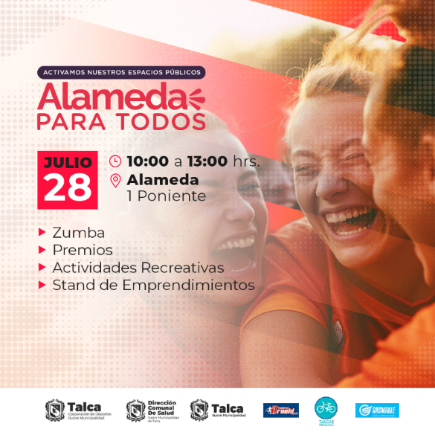 ACTIVAMOS NUESTROS ESPACIOS PÚBLICOS
Alameda
PARA TODOS
JULIO
28
10:00 a 13:00 hrs.
Alameda
1 Poniente
Zumba
Premios
Actividades Recreativas
Stand de Emprendimientos
Talca
Dirección
Comunal
De Salud
Talca